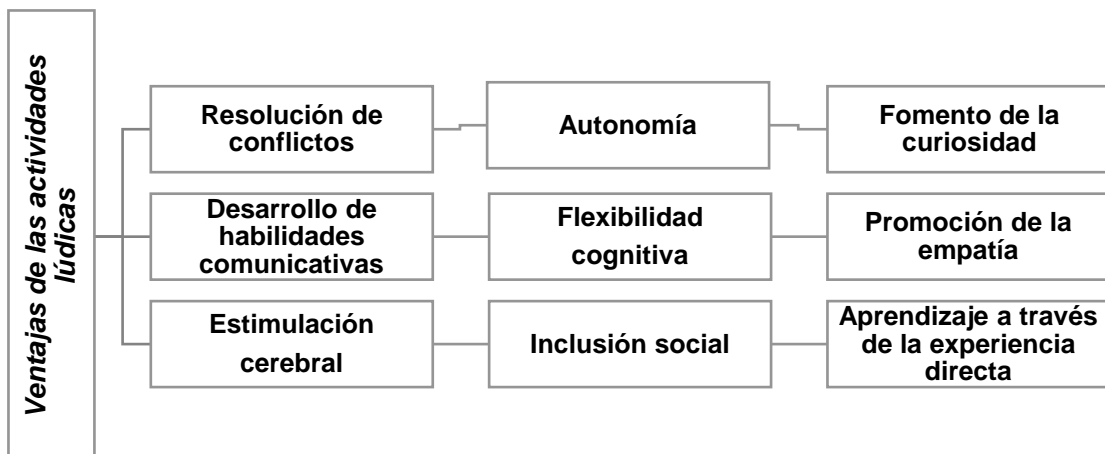 Ventajas de las actividades
lúdicas
Resolución de
conflictos
Autonomía
Fomento de la
curiosidad
Desarrollo de
habilidades
comunicativas
Flexibilidad
cognitiva
Promoción de la
empatía
Estimulación
cerebral
Inclusión social
Aprendizaje a través
de la experiencia
directa